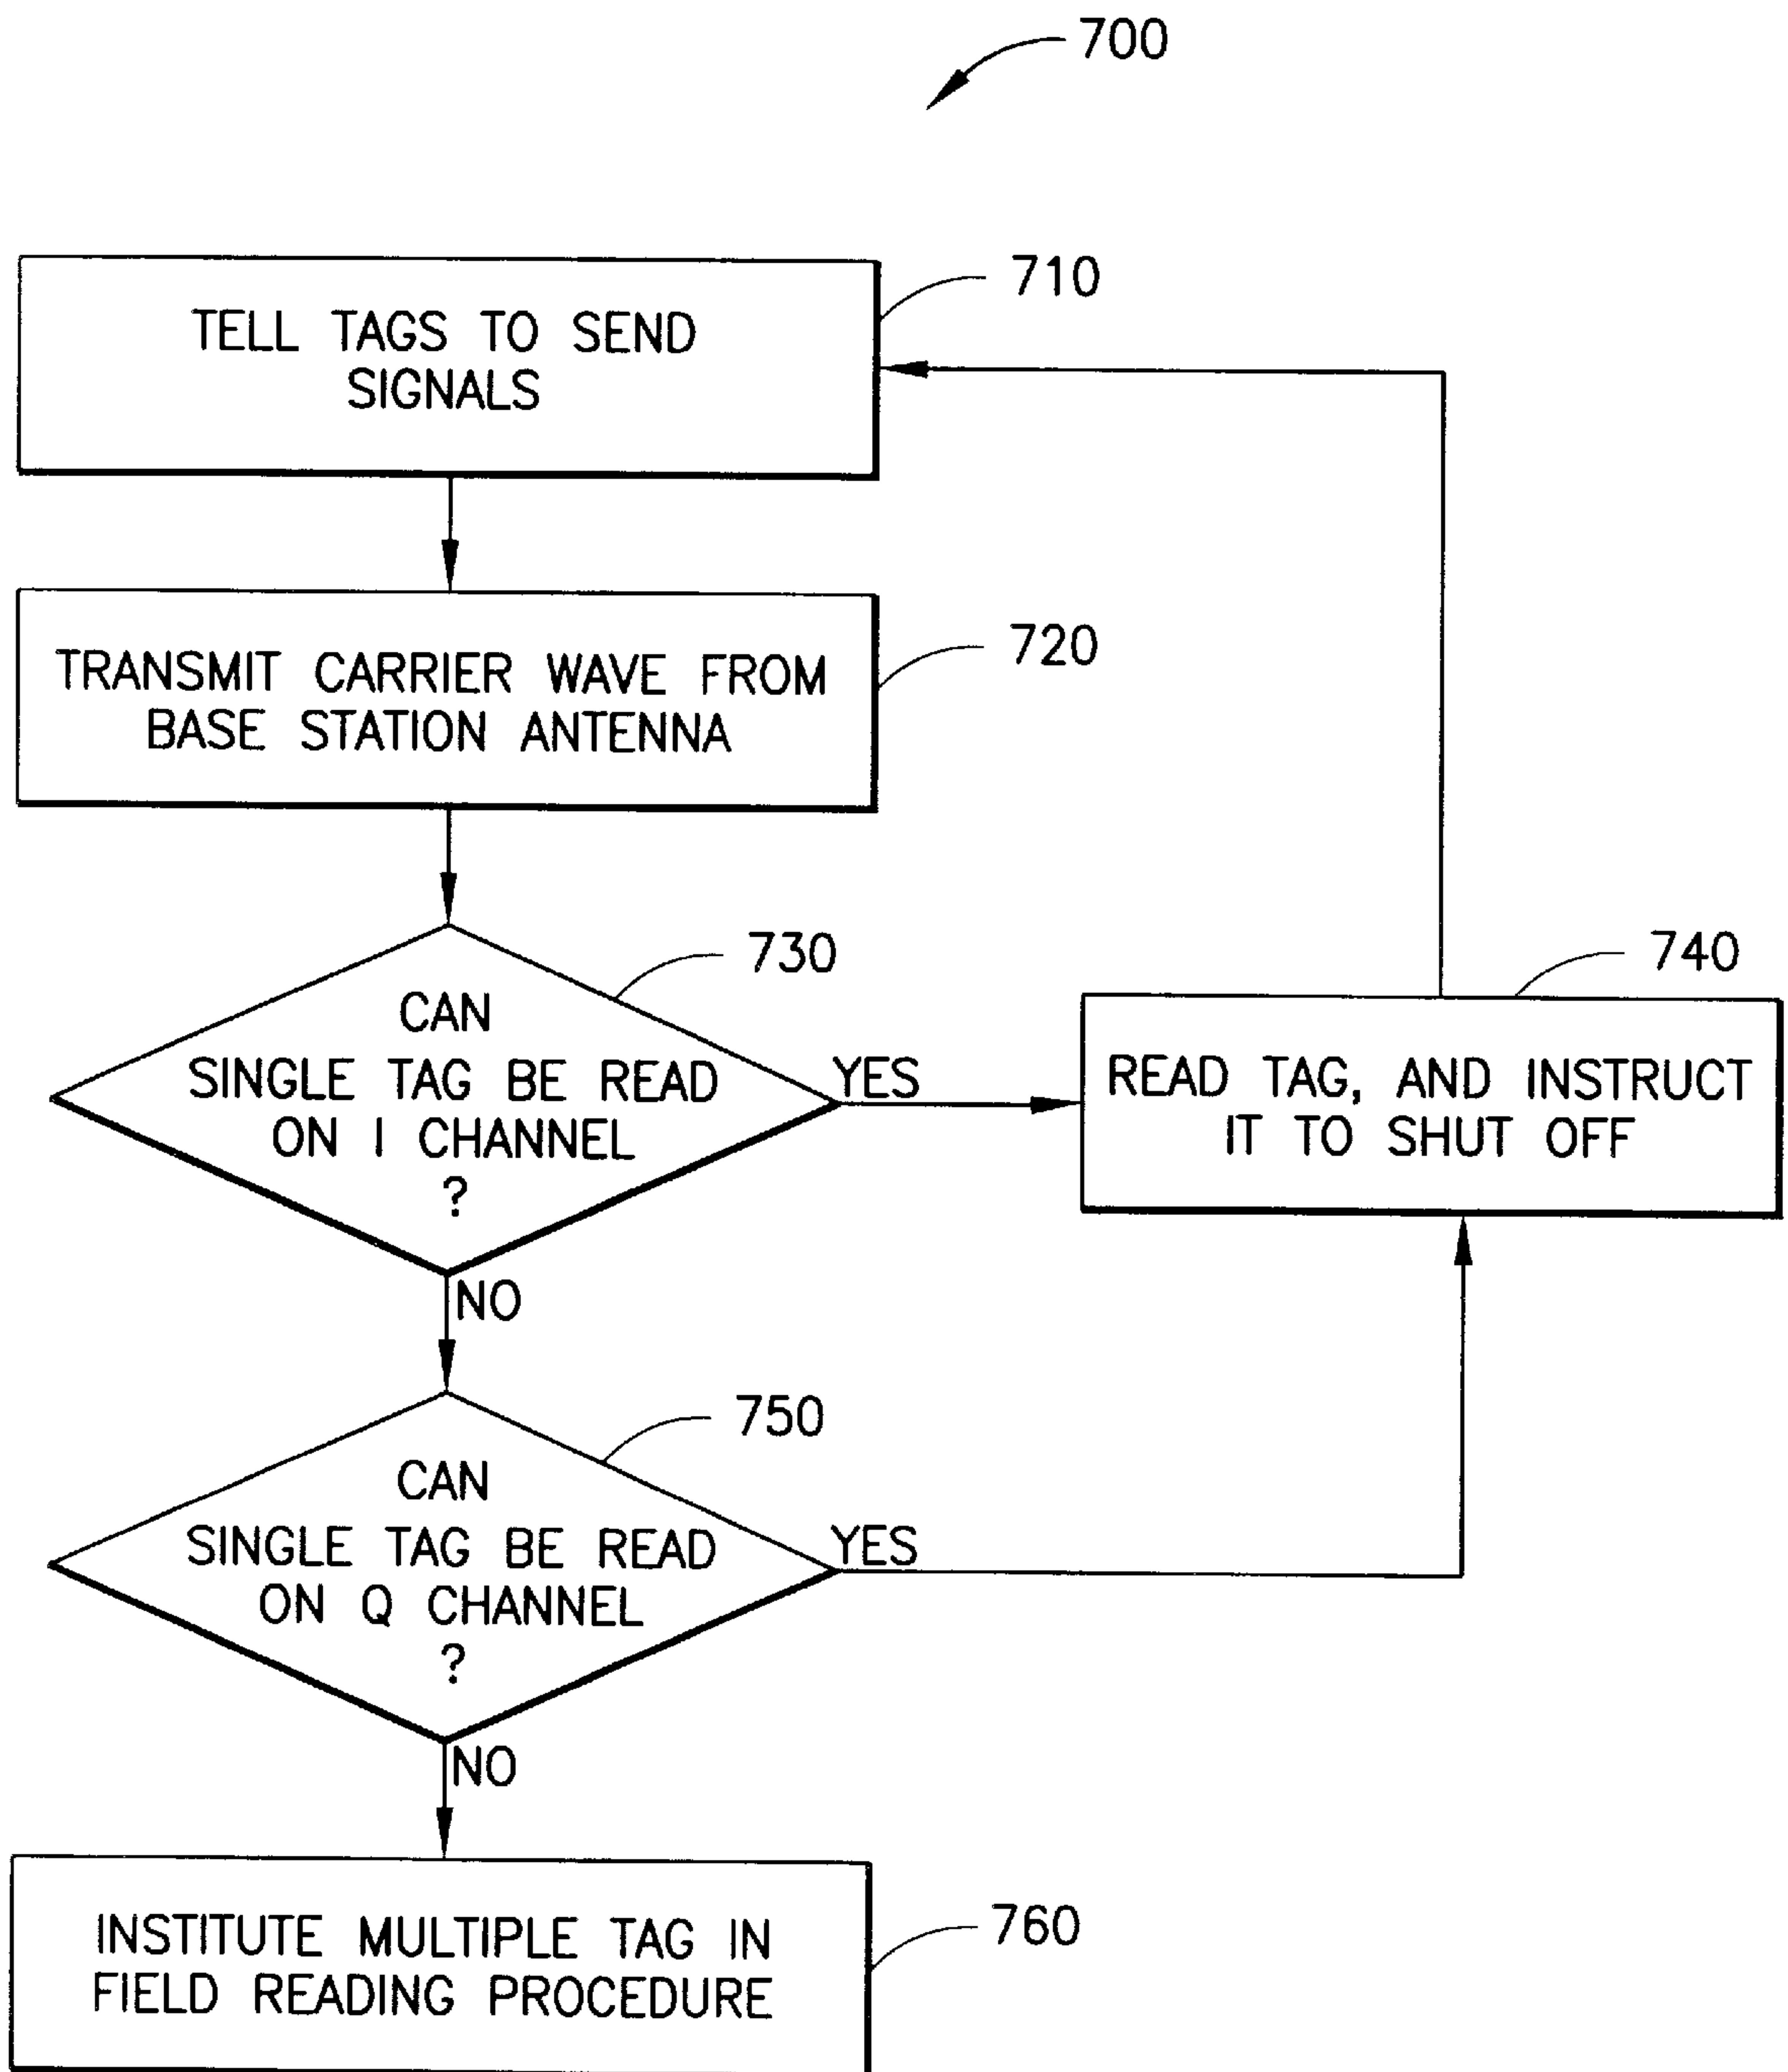 700
710
TELL TAGS TO SEND
SIGNALS
720
TRANSMIT CARRIER WAVE FROM
BASE STATION ANTENNA
730
CAN
SINGLE TAG BE READ
ON I CHANNEL
?
YES
740
READ TAG, AND INSTRUCT
IT TO SHUT OFF
NO
750
CAN
SINGLE TAG BE READ
ON Q CHANNEL
?
YES
NO
760
INSTITUTE MULTIPLE TAG IN
FIELD READING PROCEDURE